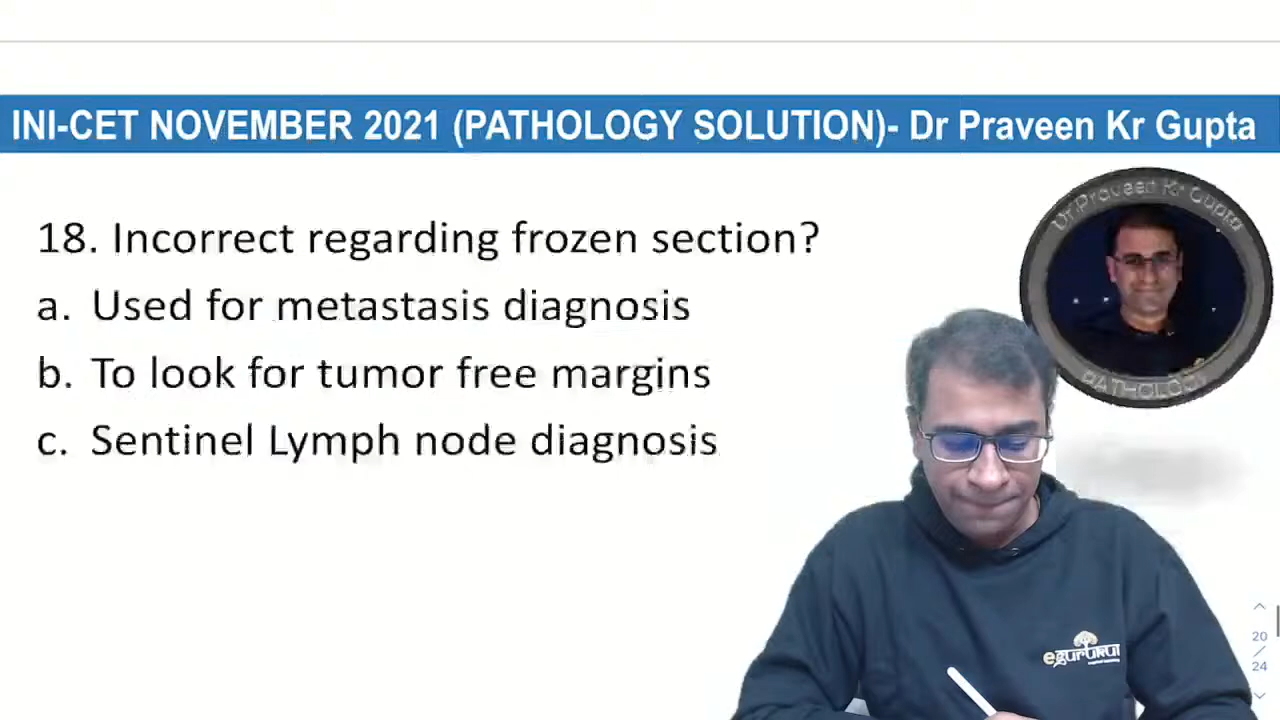 INI-CET NOVEMBER 2021 (PATHOLOGY SOLUTION)- Dr Praveen Kr Gupta
Dr Praveen Kr Gupta
PATHOLOGY
18. Incorrect regarding frozen section?
a. Used for metastasis diagnosis
b. To look for tumor free margins
c. Sentinel Lymph node diagnosis
egurukul
20
/
24